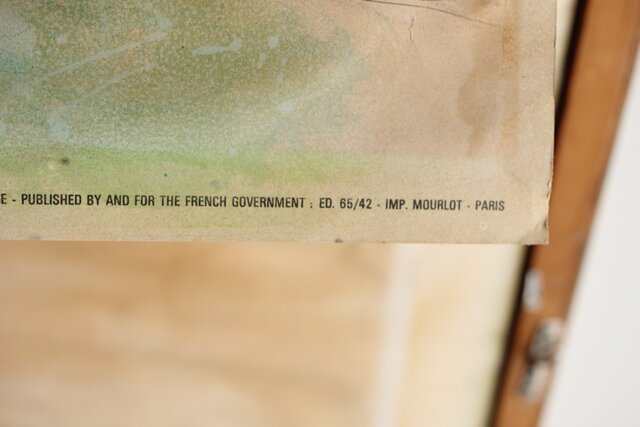 E - PUBLISHED BY AND FOR THE FRENCH GOVERNMENT : ED. 65/42 - IMP. MOURLOT - PARIS